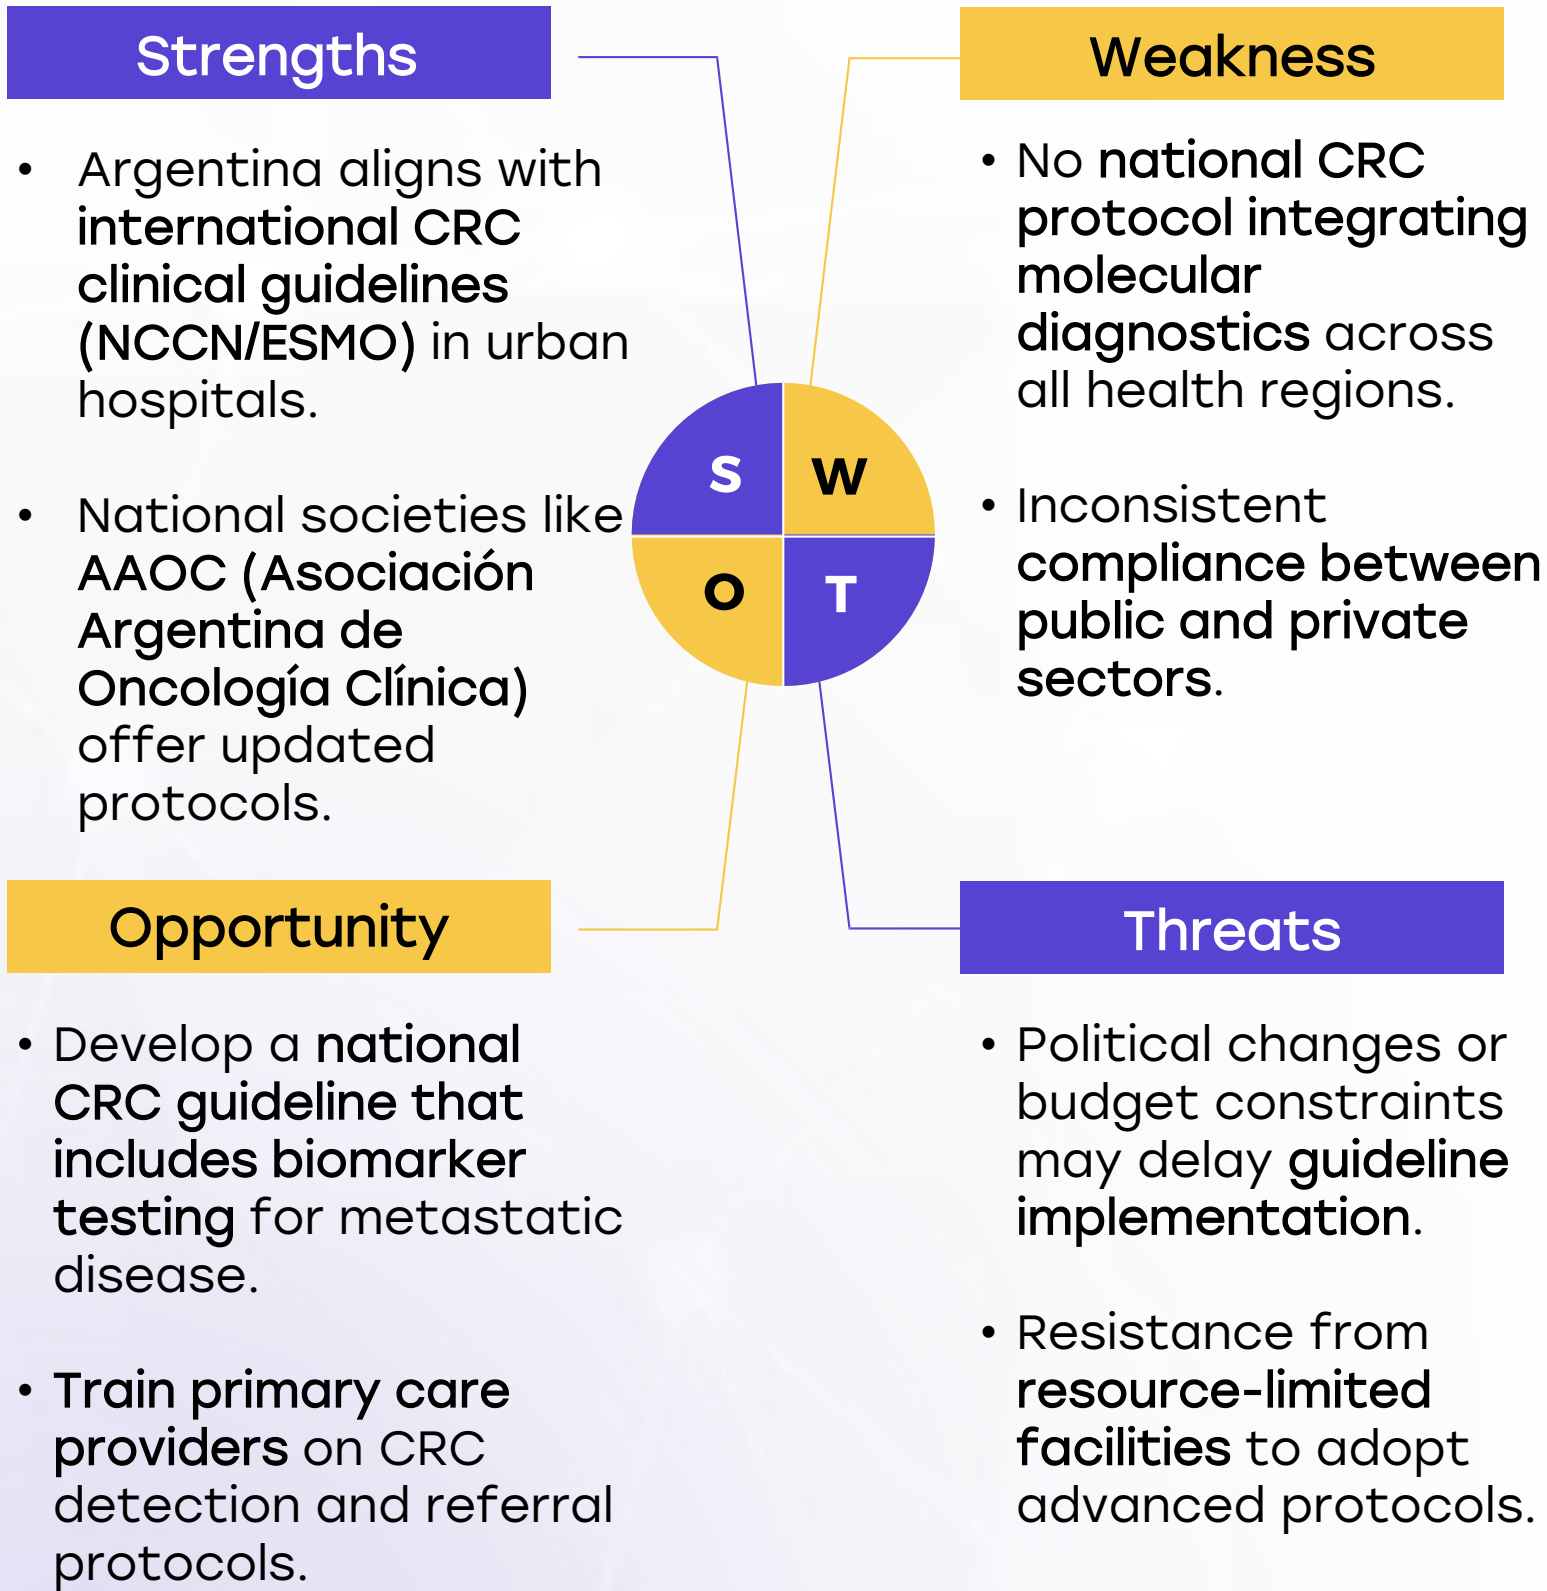 Strengths
• Argentina aligns with
international CRC
clinical guidelines
(NCCN/ESMO) in urban
hospitals.
• National societies like
AAOC (Asociación
Argentina de
Oncología Clínica)
offer updated
protocols.
Weakness
• No national CRC
protocol integrating
molecular
diagnostics across
all health regions.
• Inconsistent
compliance between
public and private
sectors.
S
W
O
T
Opportunity
• Develop a national
CRC guideline that
includes biomarker
testing for metastatic
disease.
• Train primary care
providers on CRC
detection and referral
protocols.
Threats
• Political changes or
budget constraints
may delay guideline
implementation.
• Resistance from
resource-limited
facilities to adopt
advanced protocols.